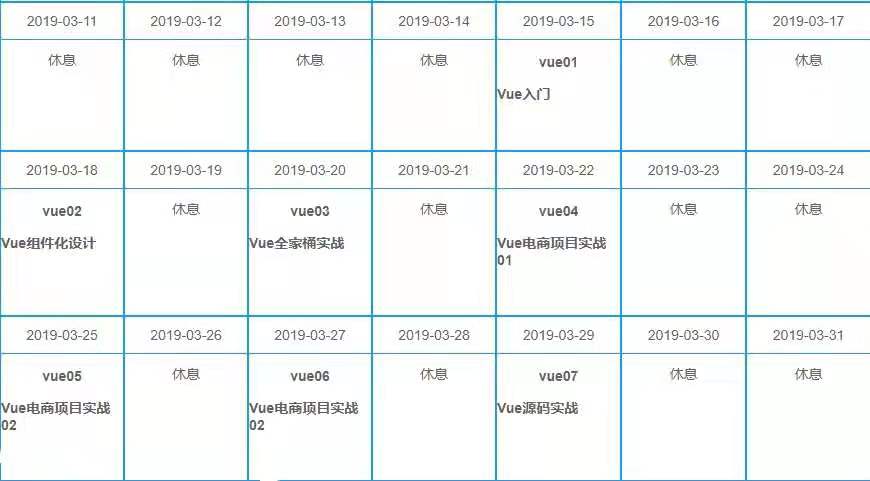 2019-03-11 2019-03-12 2019-03-13 2019-03-14 2019-03-15 2019-03-16 2019-03-17
休息 休息 休息 休息 vue01 休息 休息
Vue入门
2019-03-18 2019-03-19 2019-03-20 2019-03-21 2019-03-22 2019-03-23 2019-03-24
vue02 休息 vue03 休息 vue04 休息 休息
Vue组件化设计 Vue全家桶实战 Vue电商项目实战
01
2019-03-25 2019-03-26 2019-03-27 2019-03-28 2019-03-29 2019-03-30 2019-03-31
vue05 休息 vue06 休息 vue07 休息 休息
Vue电商项目实战 Vue电商项目实战 Vue源码实战
02 02